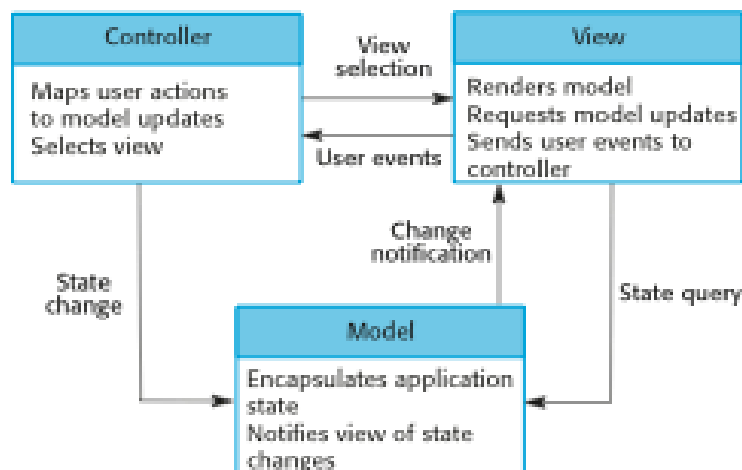 Controller
Maps user actions
to model updates
Selects view
View
selection
User events
View
Renders model
Requests model updates
Sends user events to
controller
State
change
Change
notification
State query
Model
Encapsulates application
state
Notifies view of state
changes